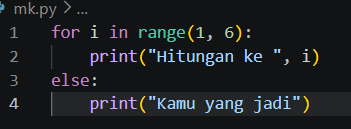 mk.py > ...
1 for i in range(1, 6):
2     print("Hitungan ke ", i)
3 else:
4     print("Kamu yang jadi")